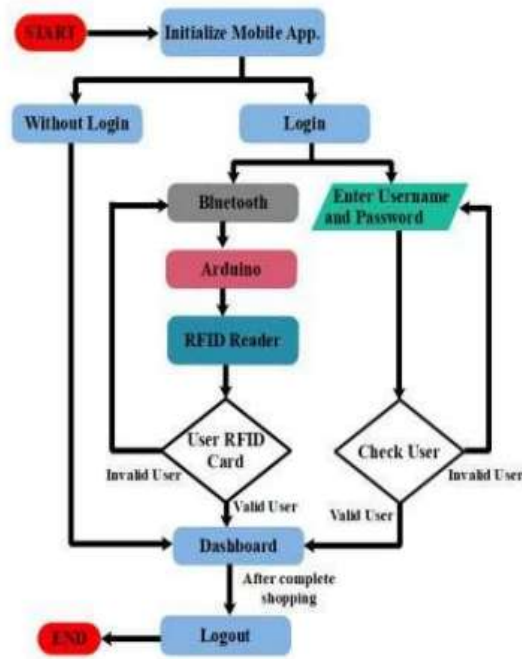 START
Initialize Mobile App.
Without Login
Login
Bluetooth
Enter Username
and Password
Arduino
RFID Reader
User RFID
Card
Check User
Invalid User
Invalid User
Valid User
Valid User
Dashboard
After complete
shopping
END
Logout